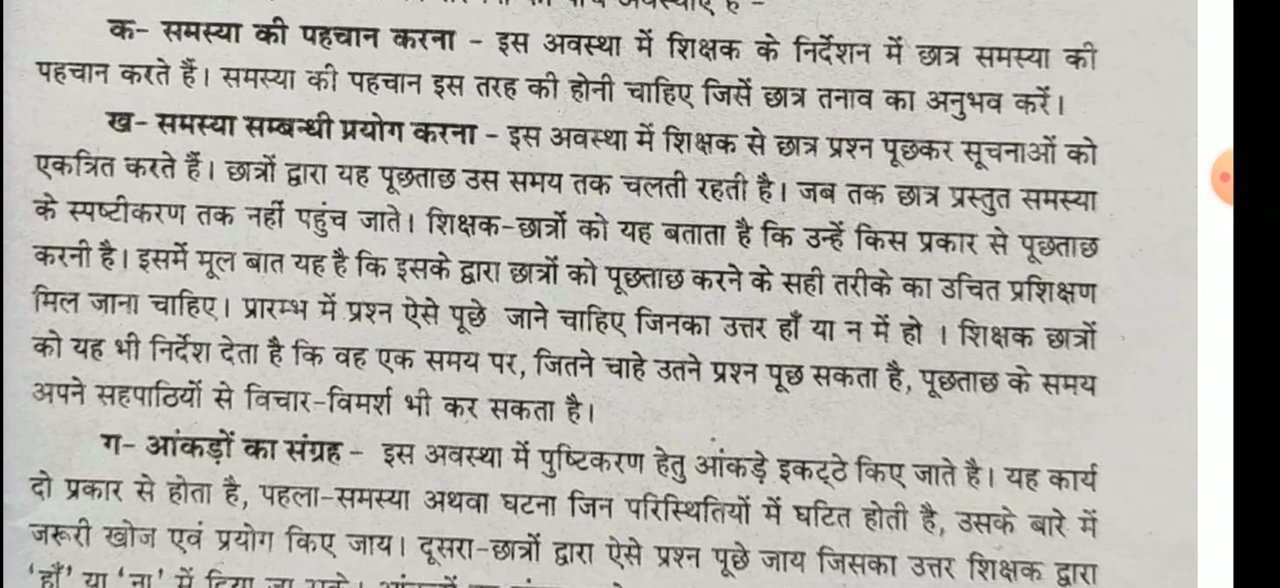 अवस्थाएं हैं -
क- समस्या की पहचान करना - इस अवस्था में शिक्षक के निर्देशन में छात्र समस्या की
पहचान करते हैं। समस्या की पहचान इस तरह की होनी चाहिए जिसें छात्र तनाव का अनुभव करें।
ख- समस्या सम्बन्धी प्रयोग करना - इस अवस्था में शिक्षक से छात्र प्रश्न पूछकर सूचनाओं को
एकत्रित करते हैं। छात्रों द्वारा यह पूछताछ उस समय तक चलती रहती है। जब तक छात्र प्रस्तुत समस्या
के स्पष्टीकरण तक नहीं पहुंच जाते। शिक्षक-छात्रों को यह बताता है कि उन्हें किस प्रकार से पूछताछ
करनी है। इसमें मूल बात यह है कि इसके द्वारा छात्रों को पूछताछ करने के सही तरीके का उचित प्रशिक्षण
मिल जाना चाहिए। प्रारम्भ में प्रश्न ऐसे पूछे जाने चाहिए जिनका उत्तर हाँ या न में हो । शिक्षक छात्रों
को यह भी निर्देश देता है कि वह एक समय पर, जितने चाहे उतने प्रश्न पूछ सकता है, पूछताछ के समय
अपने सहपाठियों से विचार-विमर्श भी कर सकता है।
ग- आंकड़ों का संग्रह - इस अवस्था में पुष्टिकरण हेतु आंकड़े इकट्ठे किए जाते है। यह कार्य
दो प्रकार से होता है, पहला-समस्या अथवा घटना जिन परिस्थितियों में घटित होती है, उसके बारे में
जरूरी खोज एवं प्रयोग किए जाय। दूसरा-छात्रों द्वारा ऐसे प्रश्न पूछे जाय जिसका उत्तर शिक्षक द्वारा
'हाँ' या 'ना' में दिया जा सके।